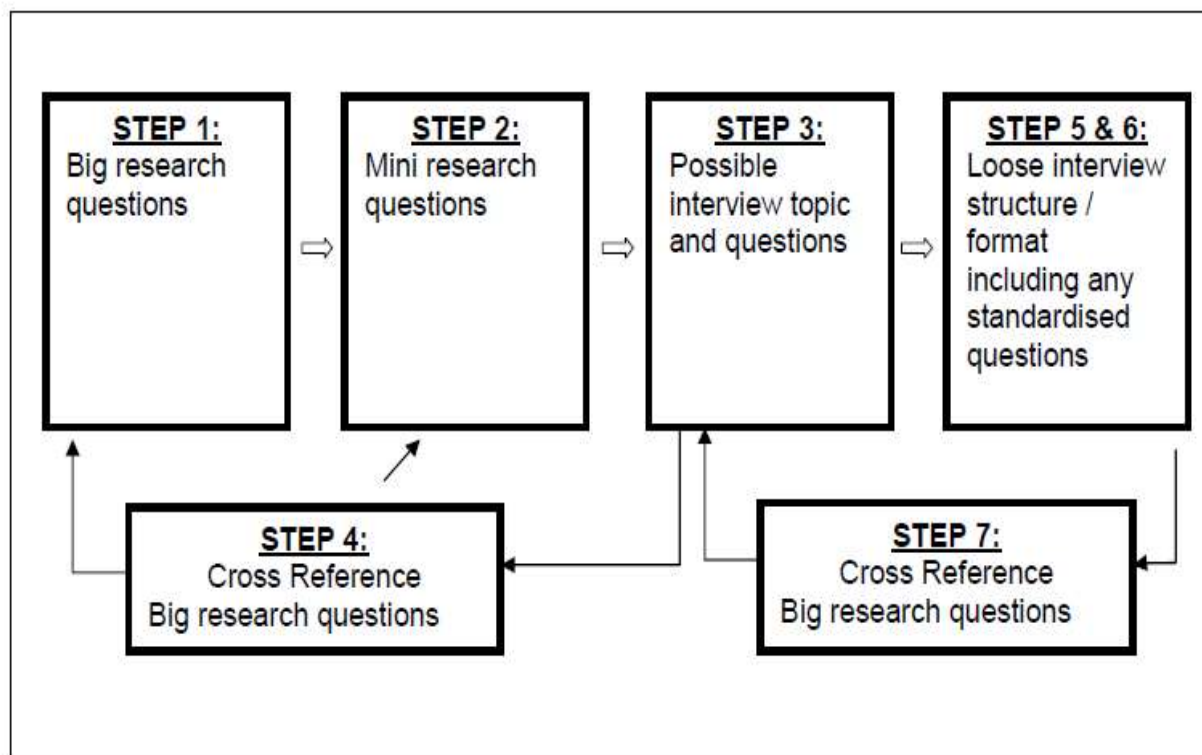 STEP 1:
Big research
questions
STEP 2:
Mini research
questions
STEP 3:
Possible
interview topic
and questions
STEP 5 & 6:
Loose interview
structure /
format
including any
standardised
questions
STEP 4:
Cross Reference
Big research questions
STEP 7:
Cross Reference
Big research questions